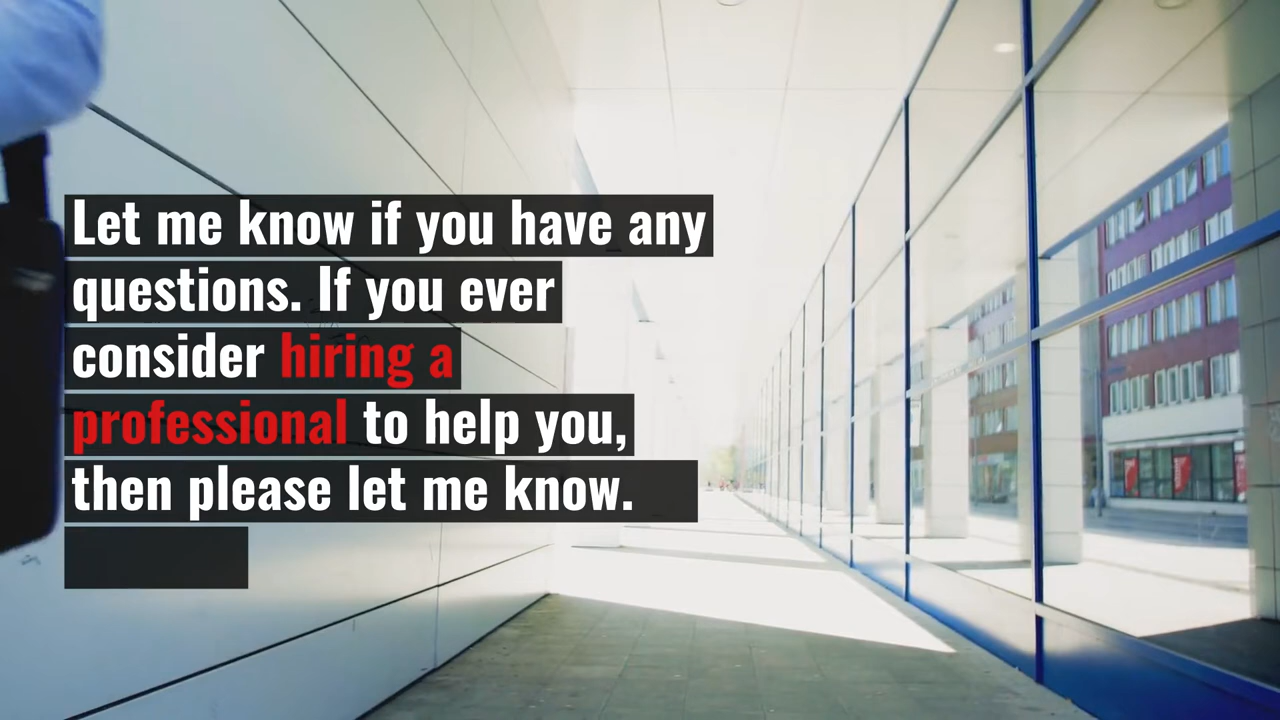 Let me know if you have any
questions. If you ever
consider hiring a
professional to help you,
then please let me know.